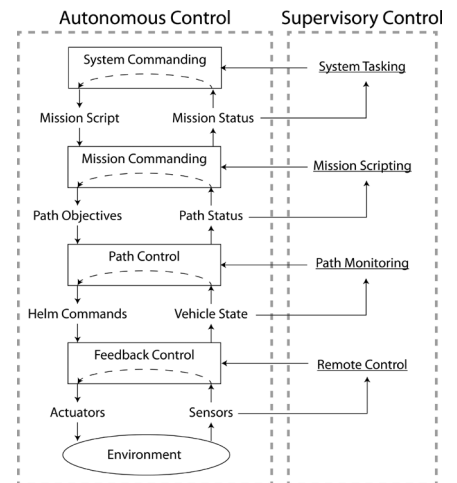 Autonomous Control
Supervisory Control
System Commanding
System Tasking
Mission Script
Mission Status
Mission Commanding
Mission Scripting
Path Objectives
Path Status
Path Control
Path Monitoring
Helm Commands
Vehicle State
Feedback Control
Remote Control
Actuators
Sensors
Environment